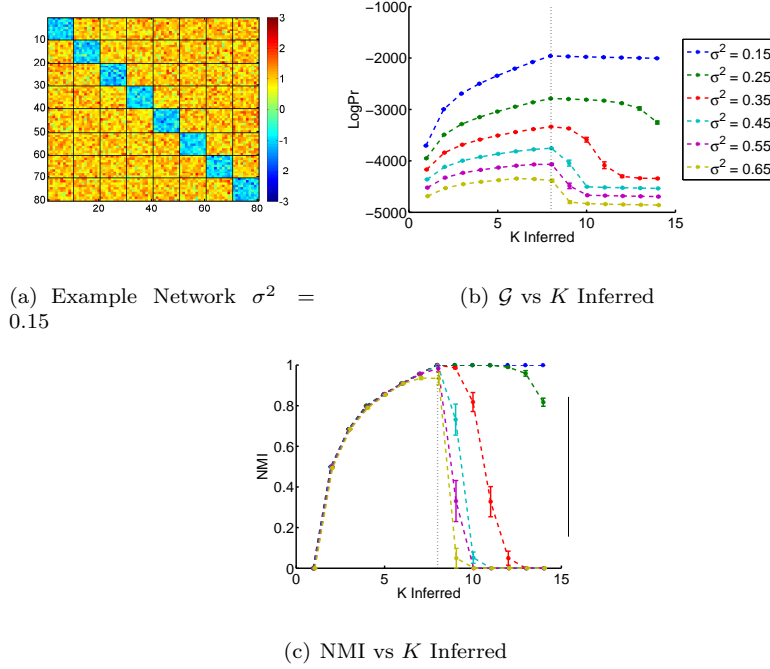 10
20
30
40
50
60
70
80
20 40 60 80
3
2
1
0
−1
−2
−3
−1000
−2000
−3000
−4000
−5000
LogPr
0 5 10 15
K Inferred
σ² = 0.15
σ² = 0.25
σ² = 0.35
σ² = 0.45
σ² = 0.55
σ² = 0.65
(a) Example Network σ² =
0.15
(b) 𝒢 vs K Inferred
1
0.8
0.6
0.4
0.2
0
NMI
0 5 10 15
K Inferred
(c) NMI vs K Inferred